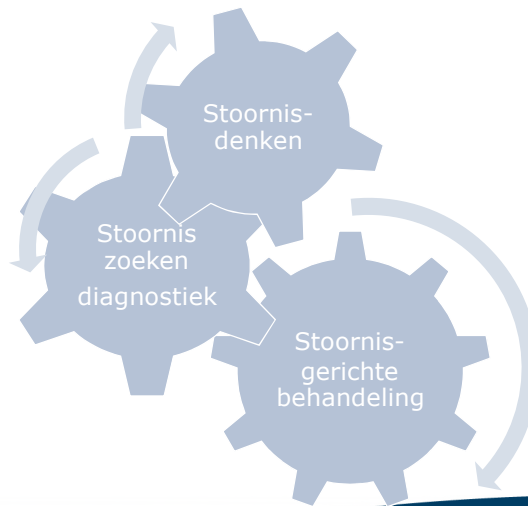 Stoornis-
denken
Stoornis
zoeken
diagnostiek
Stoornis-
gerichte
behandeling